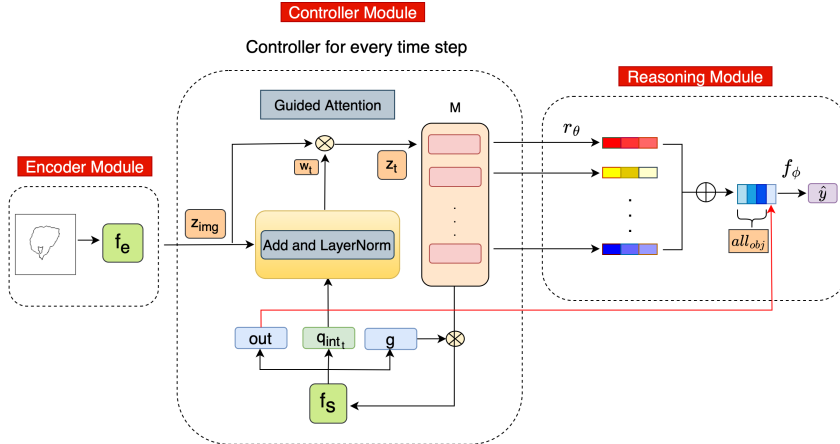 Controller Module
Controller for every time step
Reasoning Module
Guided Attention
M
r_θ
Encoder Module
w_t
z_t
f_ϕ
ŷ
z_img
f_e
Add and LayerNorm
all_obj
out
q_int_t
g
f_s